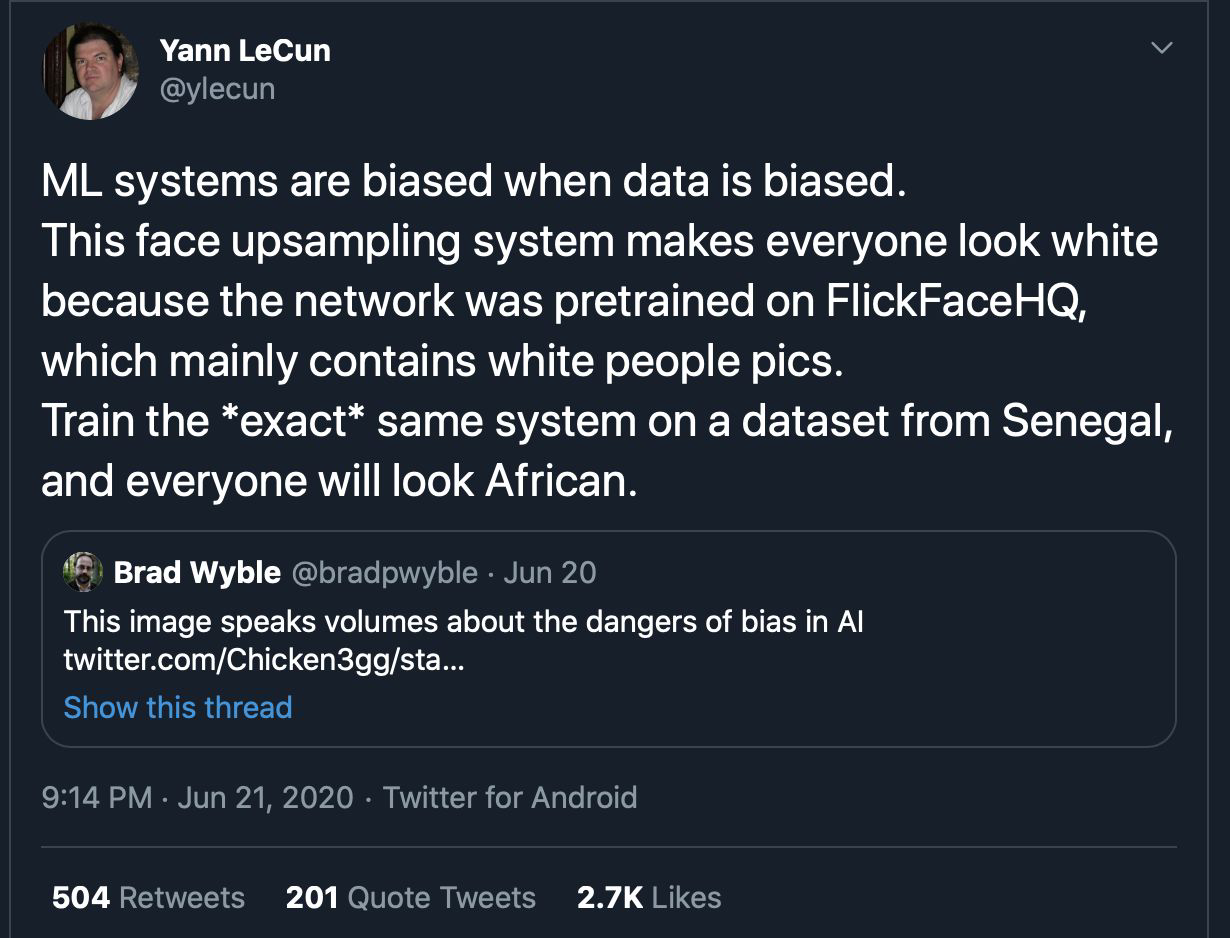 Yann LeCun
@ylecun
ML systems are biased when data is biased.
This face upsampling system makes everyone look white
because the network was pretrained on FlickFaceHQ,
which mainly contains white people pics.
Train the *exact* same system on a dataset from Senegal,
and everyone will look African.
Brad Wyble @bradpwyble · Jun 20
This image speaks volumes about the dangers of bias in AI
twitter.com/Chicken3gg/sta...
Show this thread
9:14 PM · Jun 21, 2020 · Twitter for Android
504 Retweets 201 Quote Tweets 2.7K Likes